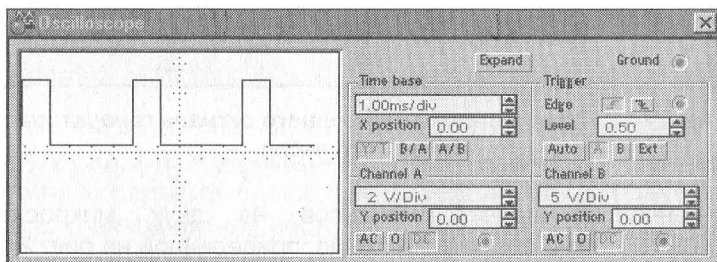 Oscilloscope
Expand Ground
Time base Trigger
1.00ms/div Edge
X position 0.00 Level 0.50
Y/T B/A A/B Auto A B Ext
Channel A Channel B
2 V/Div 5 V/Div
Y position 0.00 Y position 0.00
AC 0 DC AC 0 DC